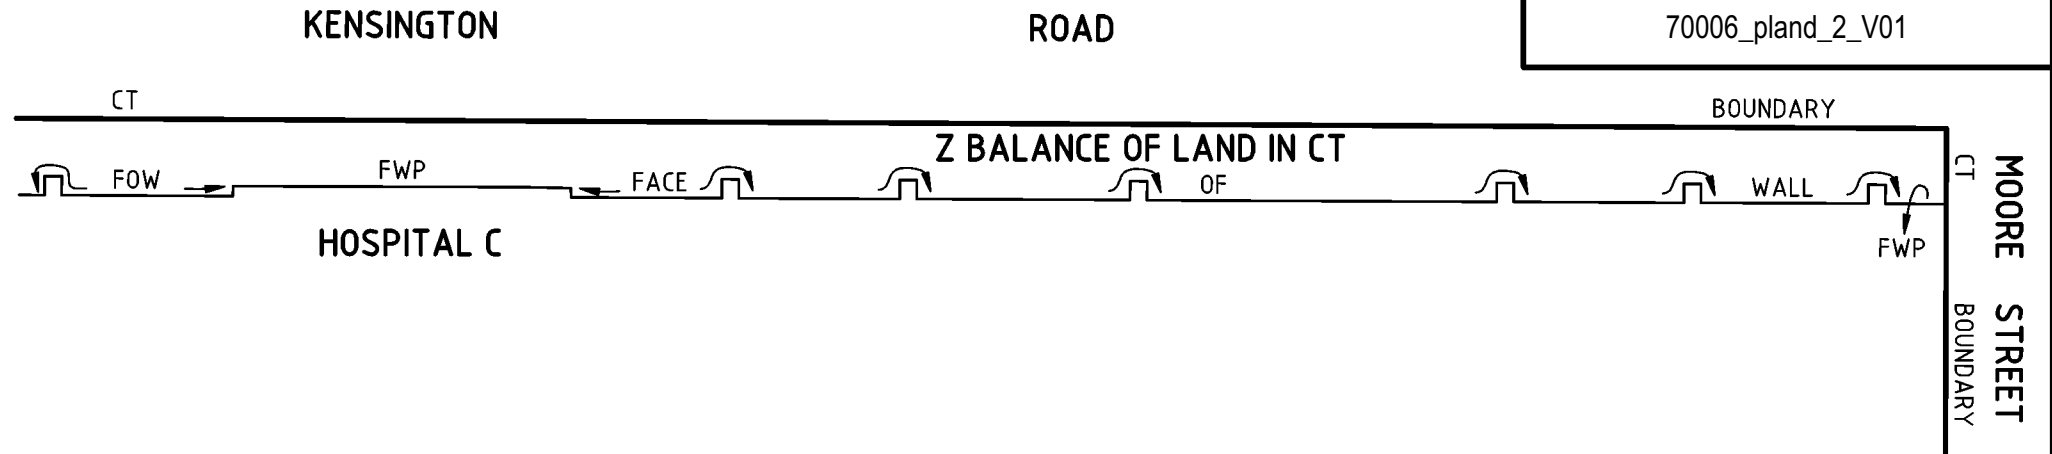 KENSINGTON ROAD
70006_pland_2_V01
CT
BOUNDARY
Z BALANCE OF LAND IN CT
FOW
FWP
FACE OF WALL
FWP
HOSPITAL C
CT BOUNDARY
MOORE STREET